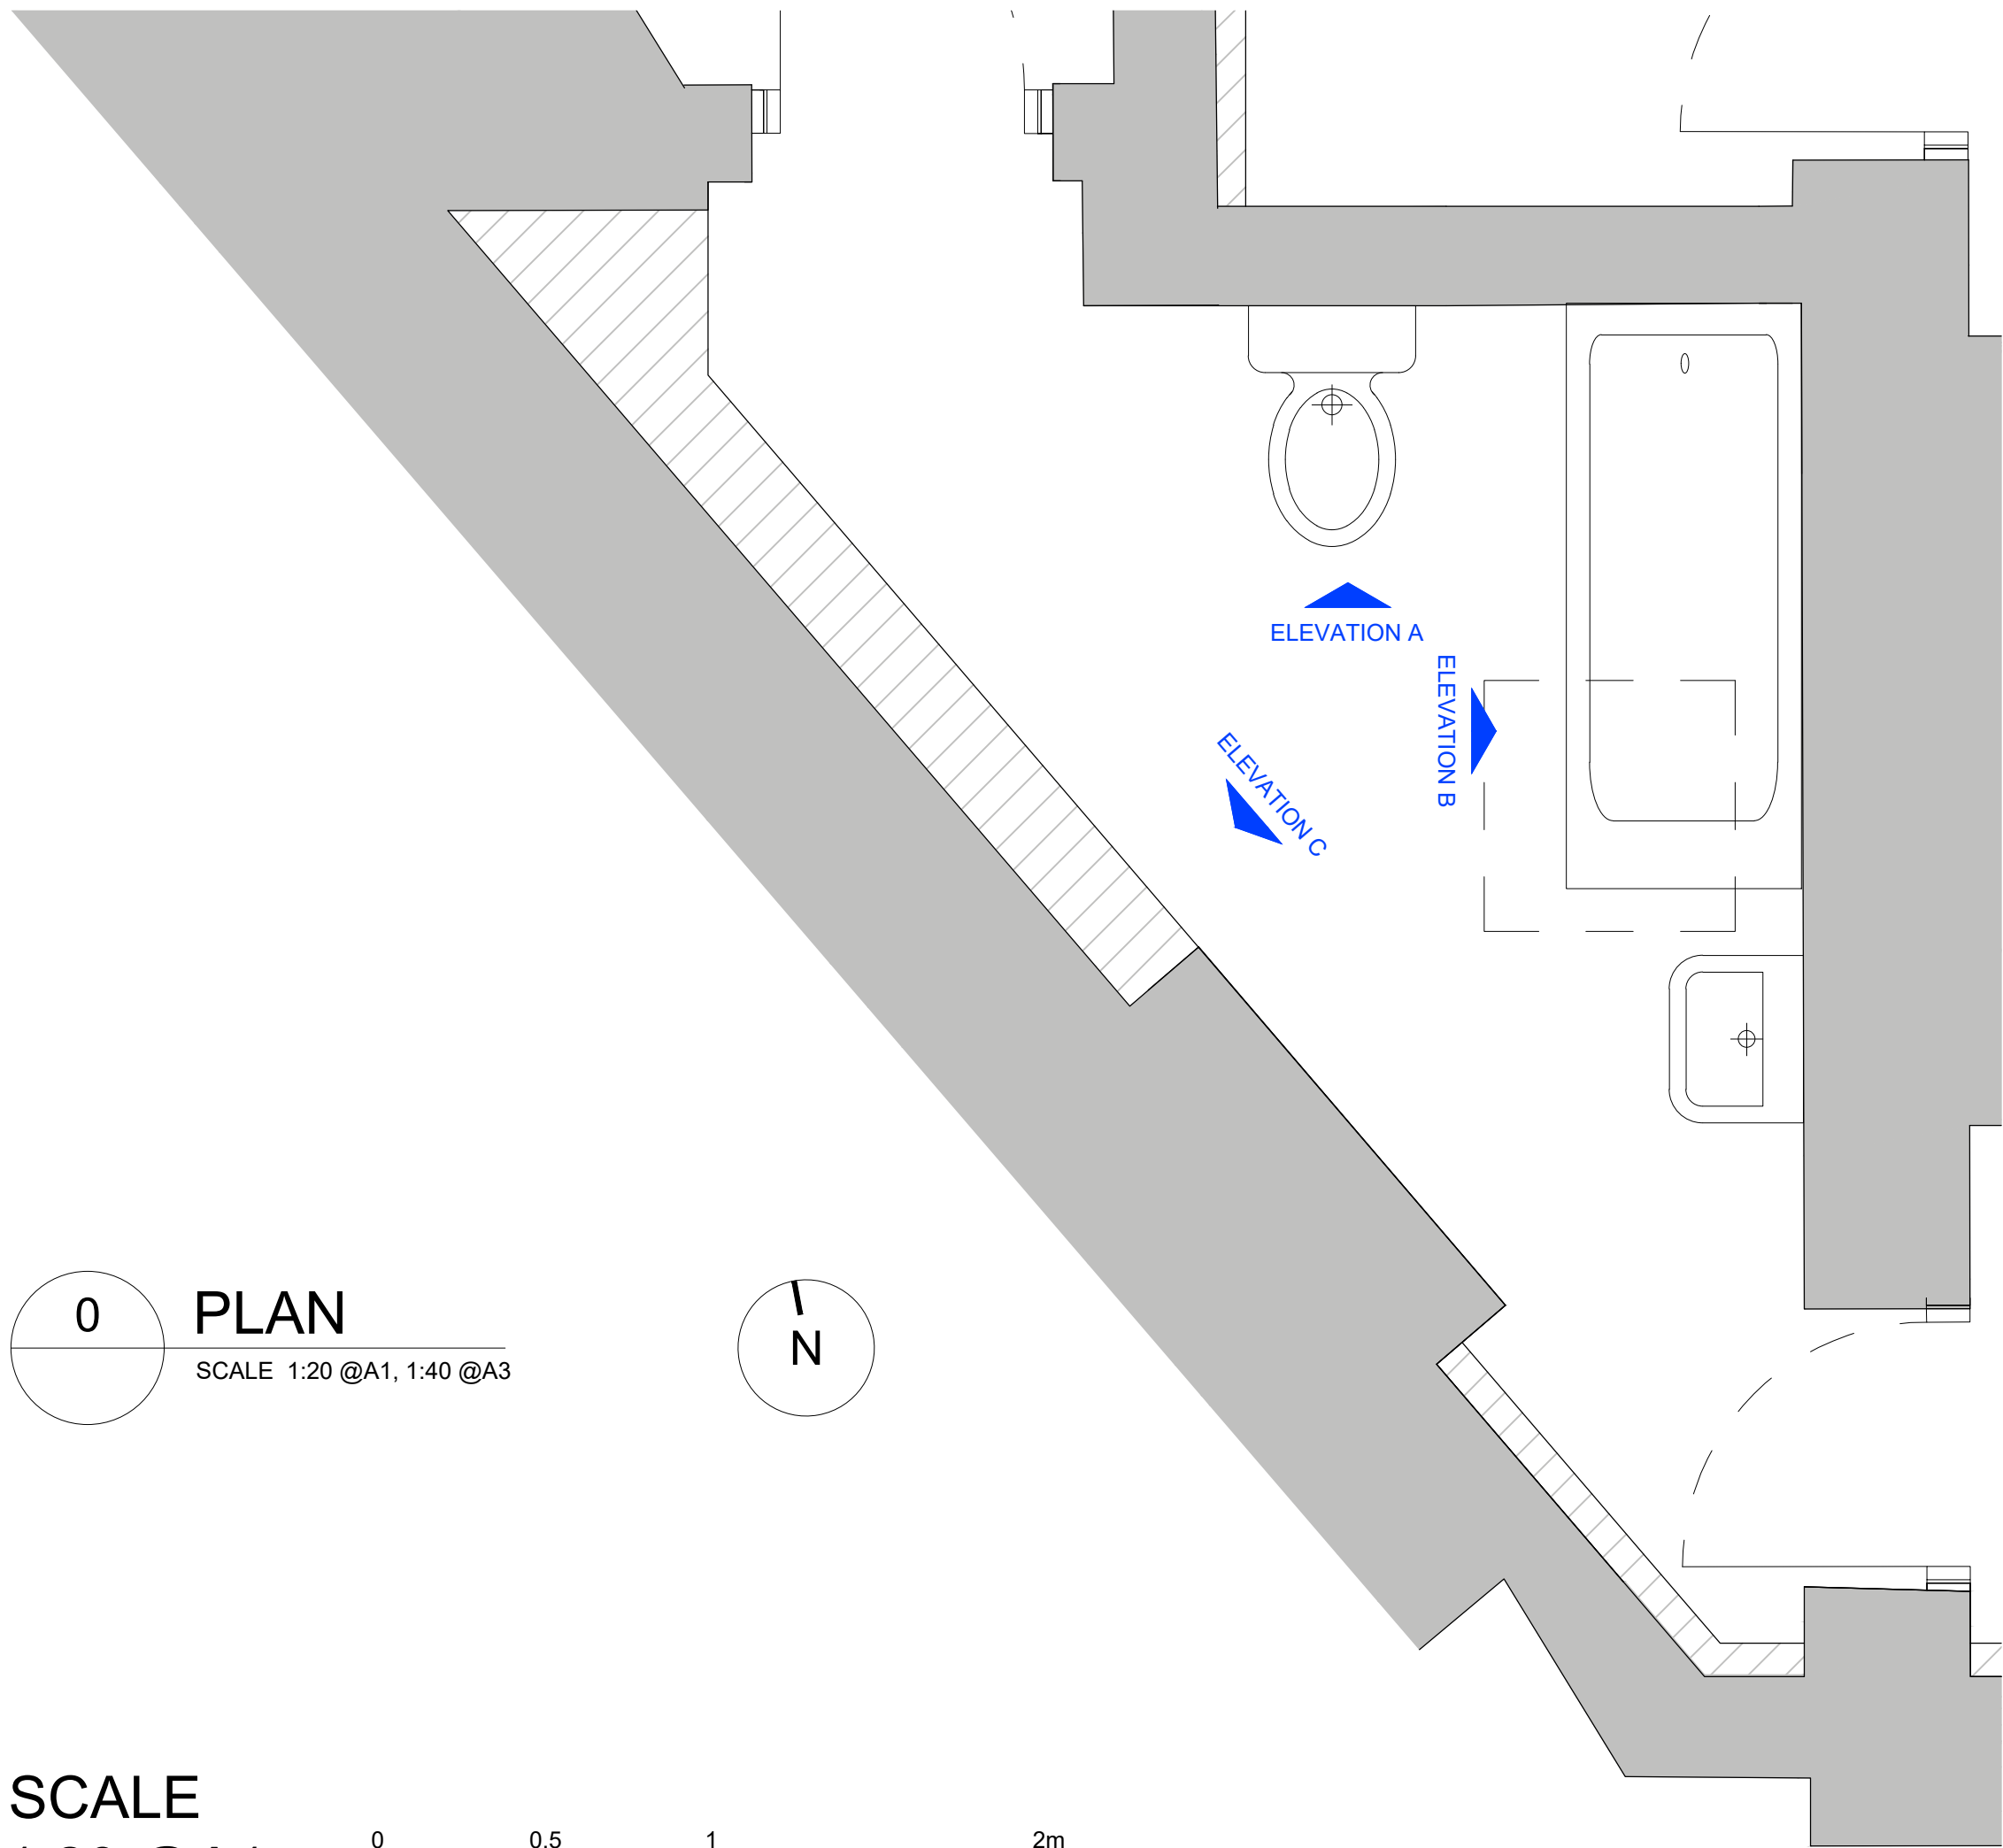 ELEVATION A
ELEVATION B
ELEVATION C
0
PLAN
SCALE 1:20 @A1, 1:40 @A3
N
SCALE
0 0.5 1 2m